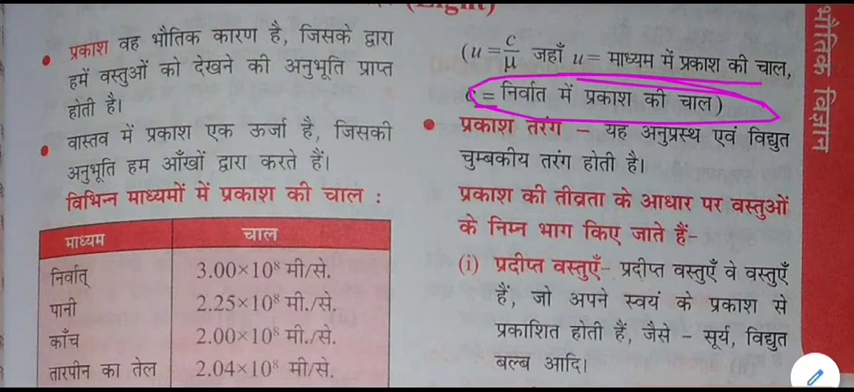 (Light)
• प्रकाश वह भौतिक कारण है, जिसके द्वारा
हमें वस्तुओं को देखने की अनुभूति प्राप्त
होती है।
• वास्तव में प्रकाश एक ऊर्जा है, जिसकी
अनुभूति हम आँखों द्वारा करते हैं।
विभिन्न माध्यमों में प्रकाश की चाल :
माध्यम चाल
निर्वात् 3.00×10⁸ मी/से.
पानी 2.25×10⁸ मी./से.
काँच 2.00×10⁸ मी./से.
तारपीन का तेल 2.04×10⁸ मी/से.
(u = c/μ जहाँ u = माध्यम में प्रकाश की चाल,
c = निर्वात में प्रकाश की चाल)
• प्रकाश तरंग – यह अनुप्रस्थ एवं विद्युत
चुम्बकीय तरंग होती है।
प्रकाश की तीव्रता के आधार पर वस्तुओं
के निम्न भाग किए जाते हैं-
(i) प्रदीप्त वस्तुएँ- प्रदीप्त वस्तुएँ वे वस्तुएँ
हैं, जो अपने स्वयं के प्रकाश से
प्रकाशित होती हैं, जैसे – सूर्य, विद्युत
बल्ब आदि।
भौतिक विज्ञान